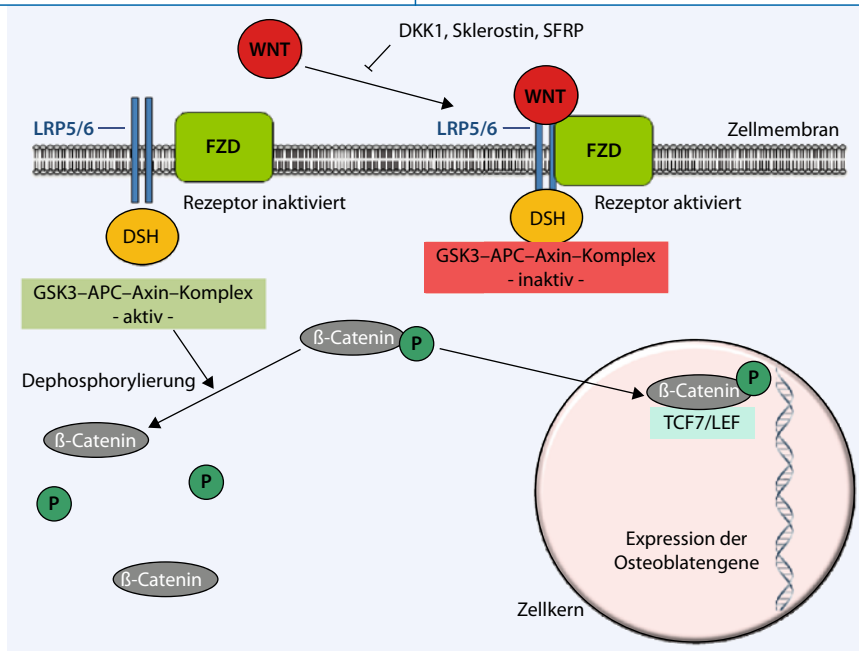 DKK1, Sklerostin, SFRP
WNT
WNT
LRP5/6
FZD
LRP5/6
FZD
Zellmembran
Rezeptor inaktiviert
Rezeptor aktiviert
DSH
DSH
GSK3–APC–Axin–Komplex
- aktiv -
GSK3–APC–Axin–Komplex
- inaktiv -
ß-Catenin
P
Dephosphorylierung
ß-Catenin
P
TCF7/LEF
ß-Catenin
P
P
ß-Catenin
Expression der
Osteoblatengene
Zellkern